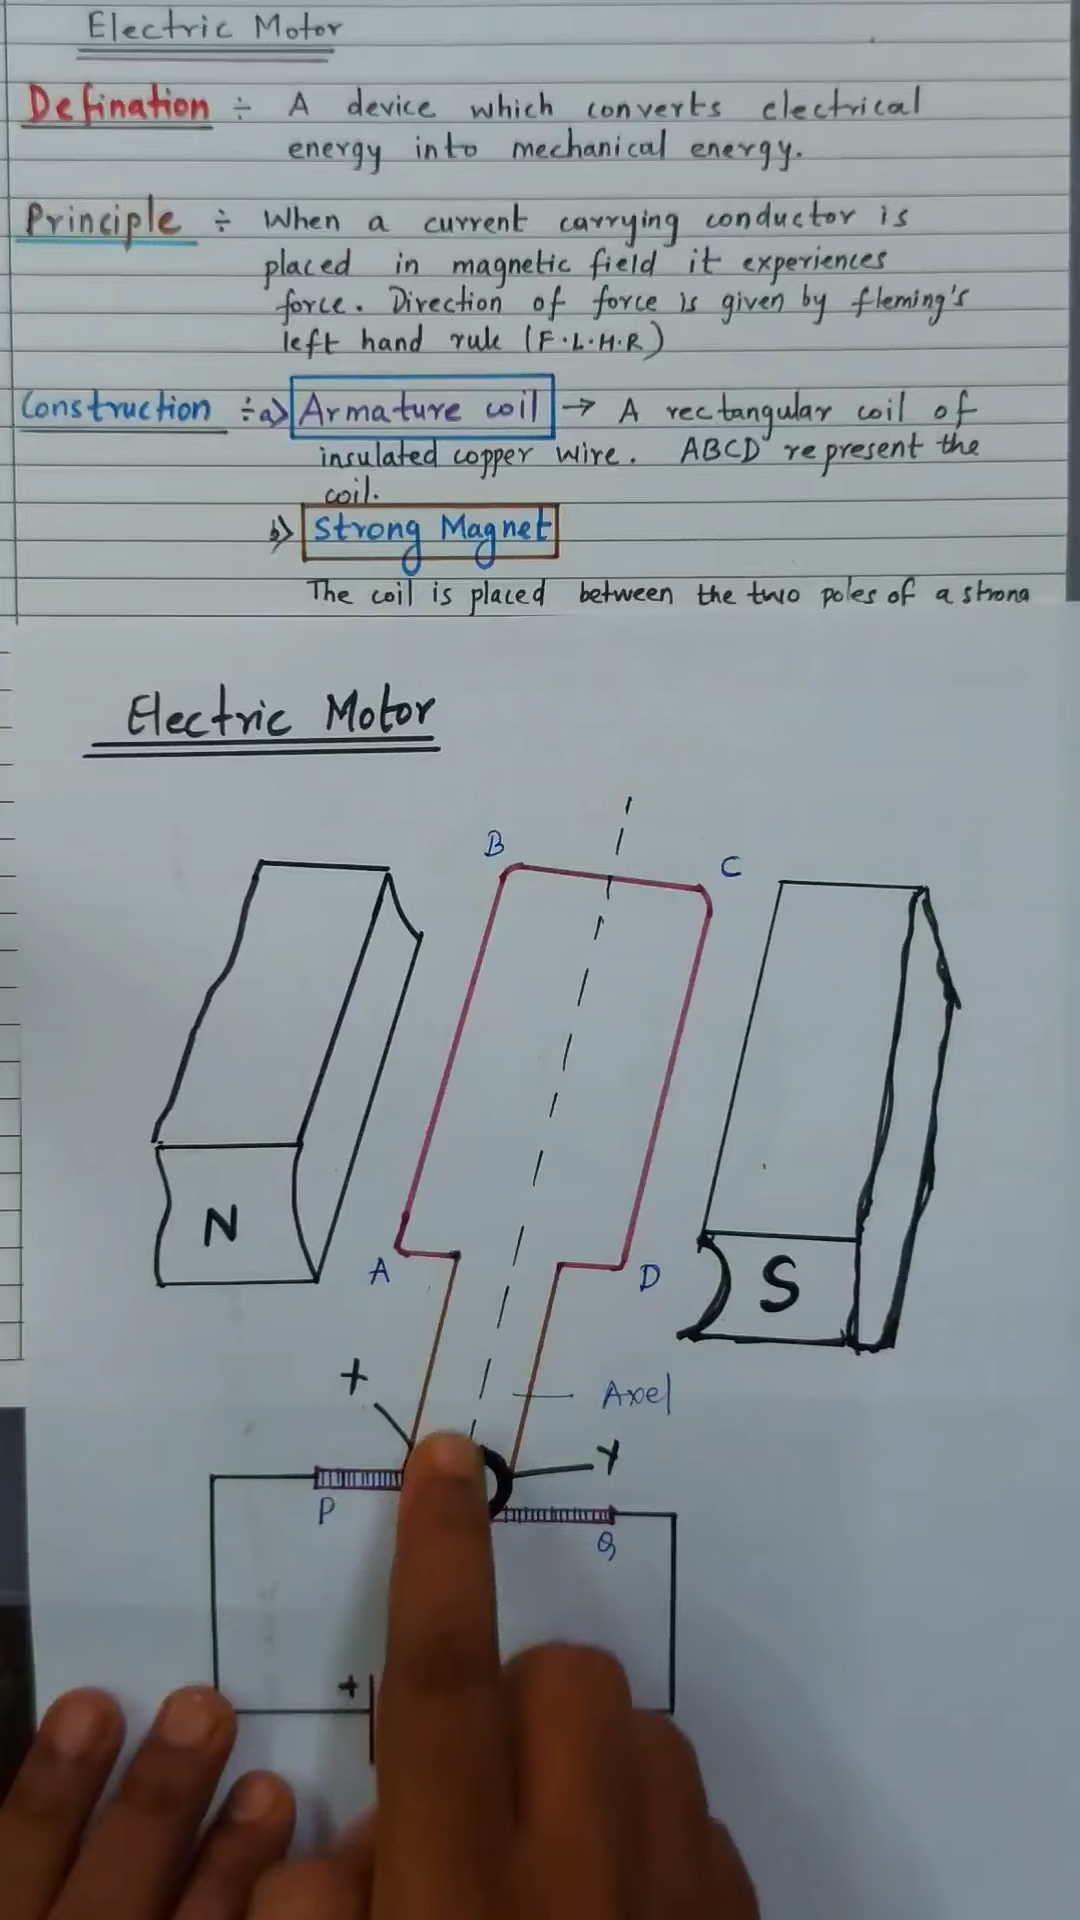 Electric Motor
Defination ÷ A device which converts electrical
energy into mechanical energy.
Principle ÷ When a current carrying conductor is
placed in magnetic field it experiences
force. Direction of force is given by fleming's
left hand rule (F.L.H.R)
Construction ÷ a) Armature coil → A rectangular coil of
insulated copper wire. ABCD represent the
coil.
b) Strong Magnet
The coil is placed between the two poles of a strong
Electric Motor
B
C
N
A
D
S
+
Axel
Y
P
Q
+